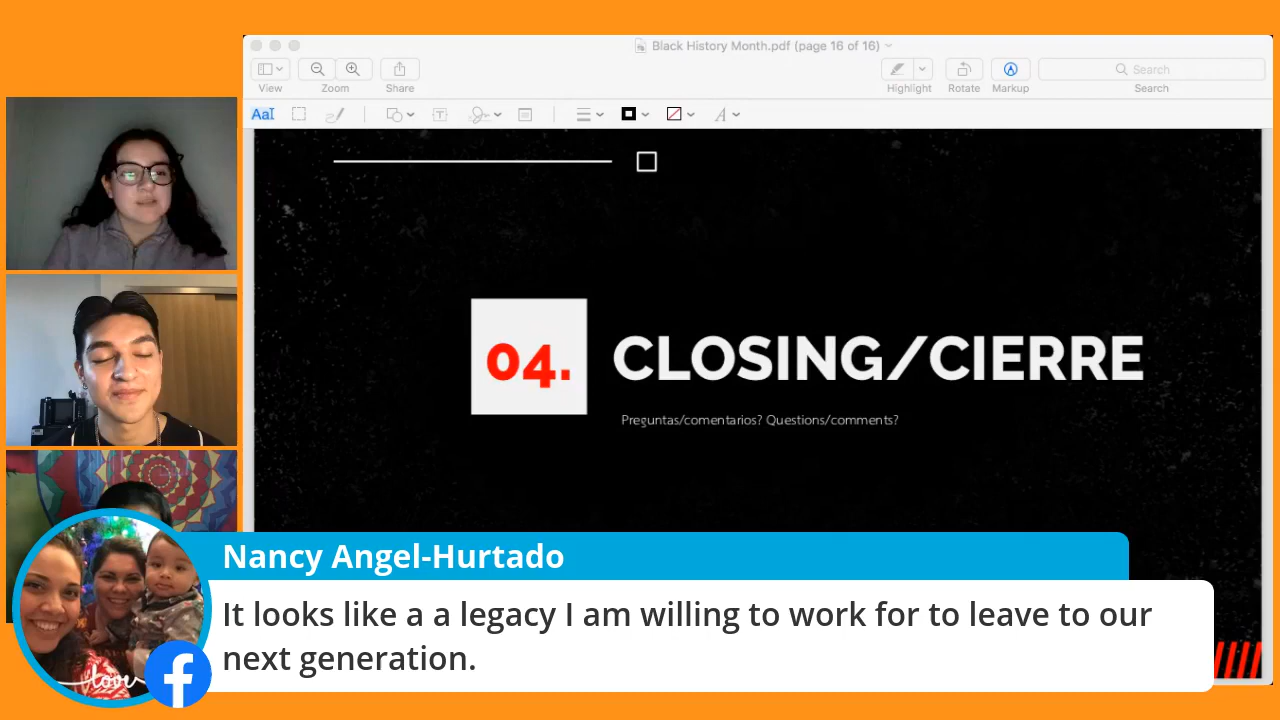 Black History Month.pdf (page 16 of 16)
View
Zoom
Share
Highlight
Rotate
Markup
Search
Search
AaI
T
A
04.
CLOSING/CIERRE
Preguntas/comentarios? Questions/comments?
Nancy Angel-Hurtado
It looks like a a legacy I am willing to work for to leave to our
next generation.
love
f